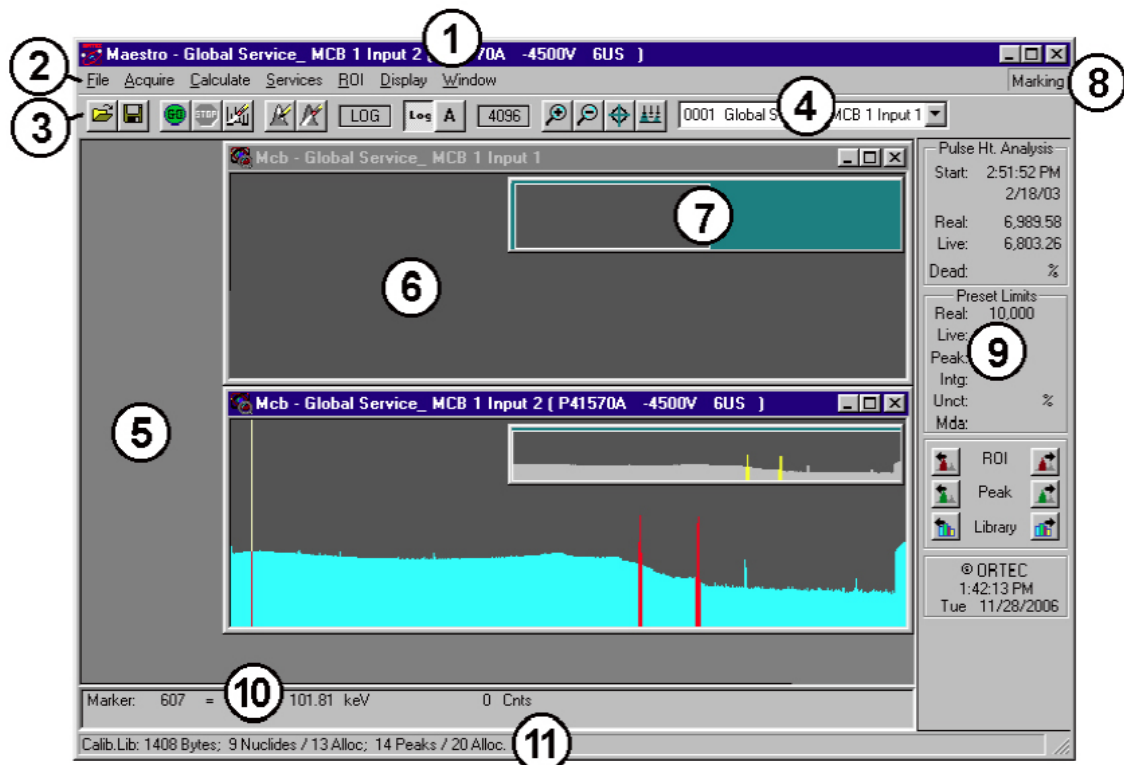 1
Maestro - Global Service_ MCB 1 Input 2 ( 70A -4500V 6US )
2
File Acquire Calculate Services ROI Display Window
Marking
8
3
GO STOP LOG Log A 4096
0001 Global S MCB 1 Input 1
4
Mcb - Global Service_ MCB 1 Input 1
7
6
5
Mcb - Global Service_ MCB 1 Input 2 ( P41570A -4500V 6US )
Pulse Ht. Analysis
Start: 2:51:52 PM
2/18/03
Real: 6,989.58
Live: 6,803.26
Dead: %
Preset Limits
Real: 10,000
Live:
Peak:
Intg:
Unct: %
Mda:
9
ROI
Peak
Library
© ORTEC
1:42:13 PM
Tue 11/28/2006
Marker: 607 = 101.81 keV 0 Cnts
10
Calib.Lib: 1408 Bytes; 9 Nuclides / 13 Alloc; 14 Peaks / 20 Alloc.
11